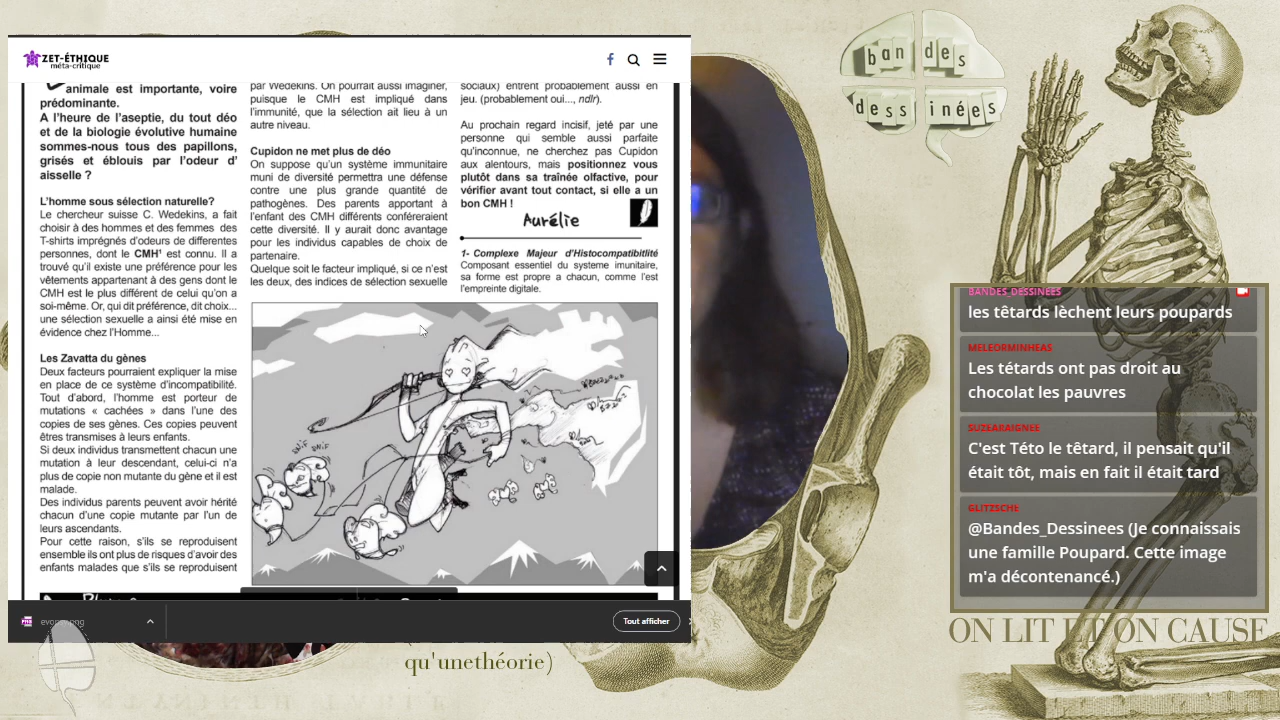 ZET-ÉTHIQUE
méta-critique
animale est importante, voire
prédominante.
A l'heure de l'aseptie, du tout déo
et de la biologie évolutive humaine
sommes-nous tous des papillons,
grisés et éblouis par l'odeur d'
aisselle ?
L'homme sous sélection naturelle?
Le chercheur suisse C. Wedekins, a fait
choisir à des hommes et des femmes des
T-shirts imprégnés d'odeurs de differentes
personnes, dont le CMH¹ est connu. Il a
trouvé qu'il existe une préférence pour les
vêtements appartenant à des gens dont le
CMH est le plus différent de celui qu'on a
soi-même. Or, qui dit préférence, dit choix...
une sélection sexuelle a ainsi été mise en
évidence chez l'Homme...
Les Zavatta du gènes
Deux facteurs pourraient expliquer la mise
en place de ce système d'incompatibilité.
Tout d'abord, l'homme est porteur de
mutations « cachées » dans l'une des
copies de ses gènes. Ces copies peuvent
êtres transmises à leurs enfants.
Si deux individus transmettent chacun une
mutation à leur descendant, celui-ci n'a
plus de copie non mutante du gène et il est
malade.
Des individus parents peuvent avoir hérité
chacun d'une copie mutante par l'un de
leurs ascendants.
Pour cette raison, s'ils se reproduisent
ensemble ils ont plus de risques d'avoir des
enfants malades que s'ils se reproduisent
par Wedekins. On pourrait aussi imaginer,
puisque le CMH est impliqué dans
l'immunité, que la sélection ait lieu à un
autre niveau.
Cupidon ne met plus de déo
On suppose qu'un système immunitaire
muni de diversité permettra une défense
contre une plus grande quantité de
pathogènes. Des parents apportant à
l'enfant des CMH différents conféreraient
cette diversité. Il y aurait donc avantage
pour les individus capables de choix de
partenaire.
Quelque soit le facteur impliqué, si ce n'est
les deux, des indices de sélection sexuelle
sociaux) entrent probablement aussi en
jeu. (probablement oui..., ndlr).
Au prochain regard incisif, jeté par une
personne qui semble aussi parfaite
qu'inconnue, ne cherchez pas Cupidon
aux alentours, mais positionnez vous
plutôt dans sa traînée olfactive, pour
vérifier avant tout contact, si elle a un
bon CMH !
Aurélie
1- Complexe Majeur d'Histocompatibitlité
Composant essentiel du systeme imunitaire,
sa forme est propre a chacun, comme l'est
l'empreinte digitale.
SNIF SNIF
Tout afficher
qu'unethéorie)
bandes
dessinées
BANDES_DESSINEES
les têtards lèchent leurs poupards
MELEORMINHEAS
Les tétards ont pas droit au
chocolat les pauvres
SUZEARAIGNEE
C'est Této le têtard, il pensait qu'il
était tôt, mais en fait il était tard
GLITZSCHE
@Bandes_Dessinees (Je connaissais
une famille Poupard. Cette image
m'a décontenancé.)
ON LIT ET ON CAUSE